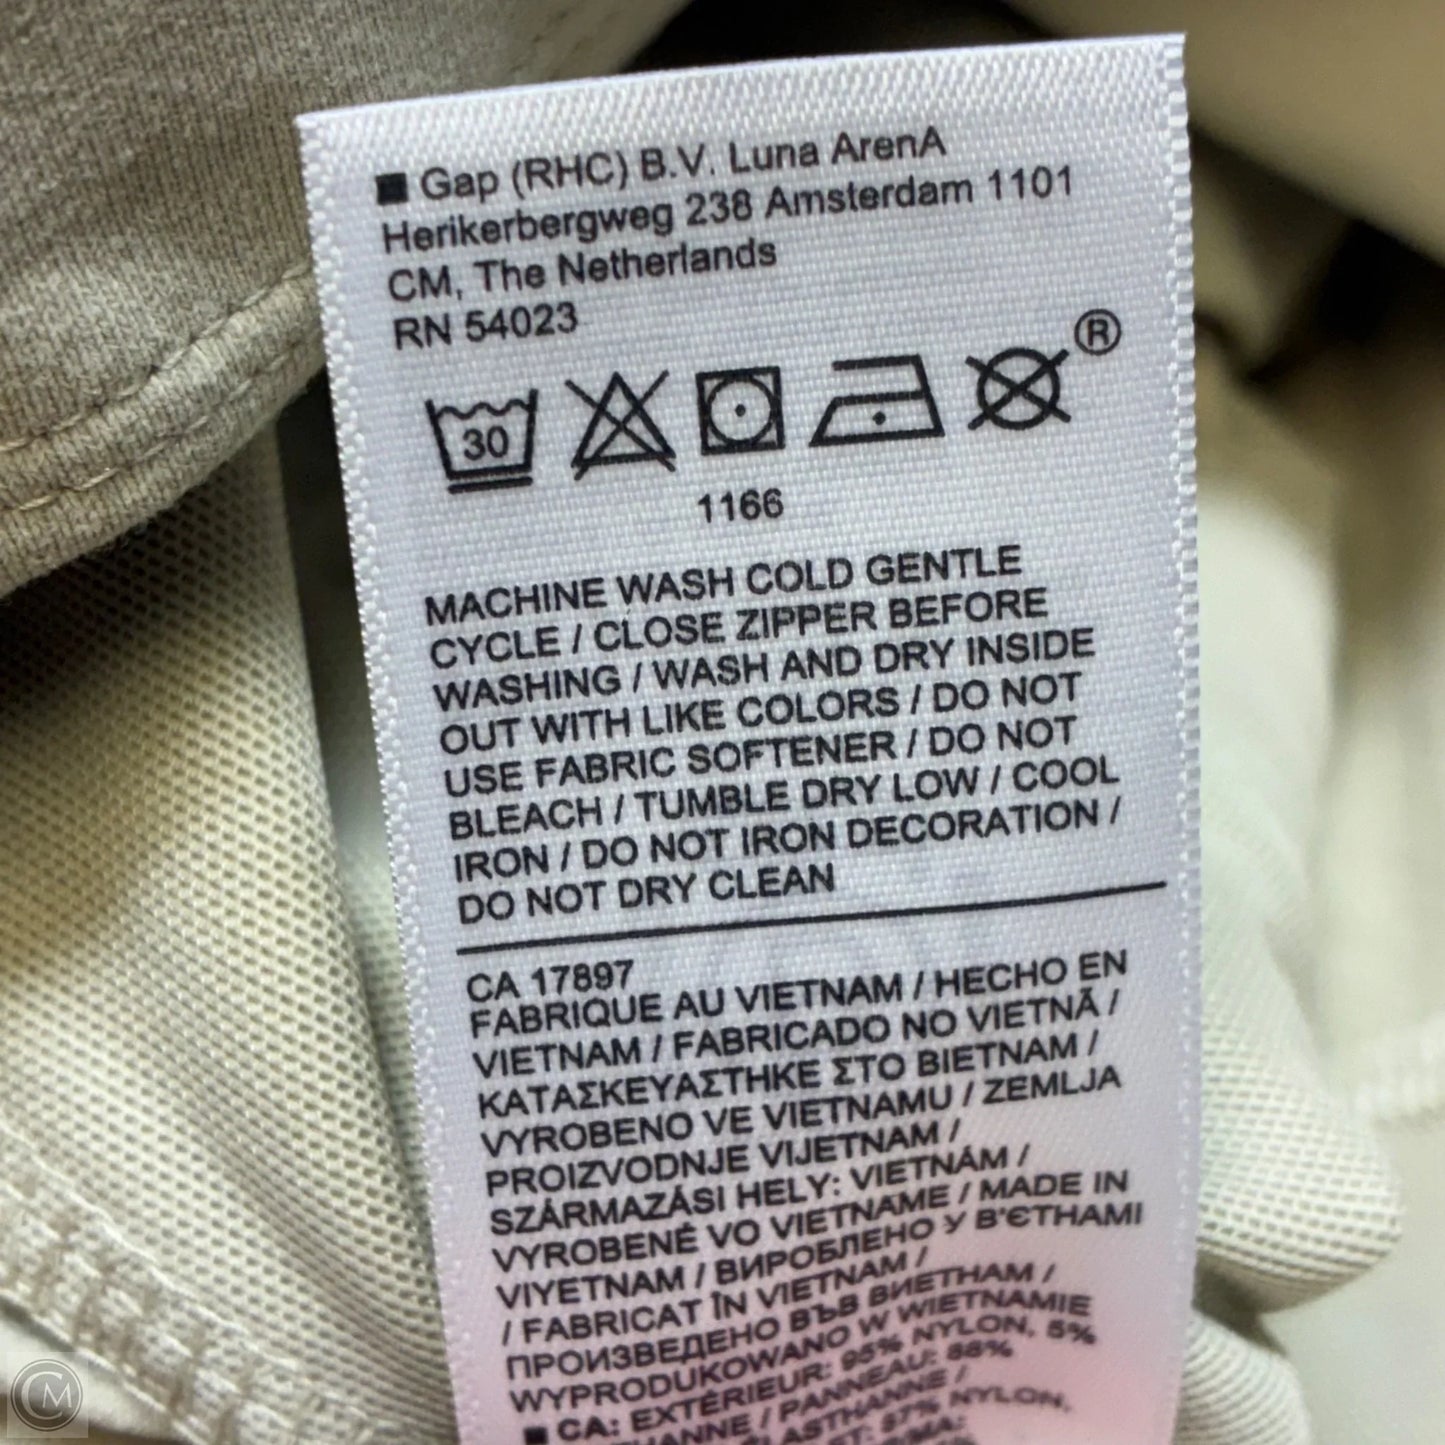 ■ Gap (RHC) B.V. Luna ArenA
Herikerbergweg 238 Amsterdam 1101
CM, The Netherlands
RN 54023
30
®
1166
MACHINE WASH COLD GENTLE
CYCLE / CLOSE ZIPPER BEFORE
WASHING / WASH AND DRY INSIDE
OUT WITH LIKE COLORS / DO NOT
USE FABRIC SOFTENER / DO NOT
BLEACH / TUMBLE DRY LOW / COOL
IRON / DO NOT IRON DECORATION /
DO NOT DRY CLEAN
CA 17897
FABRIQUE AU VIETNAM / HECHO EN
VIETNAM / FABRICADO NO VIETNÃ /
ΚΑΤΑΣΚΕΥΑΣΤΗΚΕ ΣΤΟ ΒΙΕΤΝΑΜ /
VYROBENO VE VIETNAMU / ZEMLJA
PROIZVODNJE VIJETNAM /
SZÁRMAZÁSI HELY: VIETNÁM /
VYROBENÉ VO VIETNAME / MADE IN
VIYETNAM / ВИРОБЛЕНО У В'ЄТНАМІ
/ FABRICAT ÎN VIETNAM /
ПРОИЗВЕДЕНО ВЪВ ВИЕТНАМ /
WYPRODUKOWANO W WIETNAMIE
■ CA: EXTÉRIEUR: 95% NYLON, 5%
/ PANNEAU: 88%
/
57% NYLON,
CM